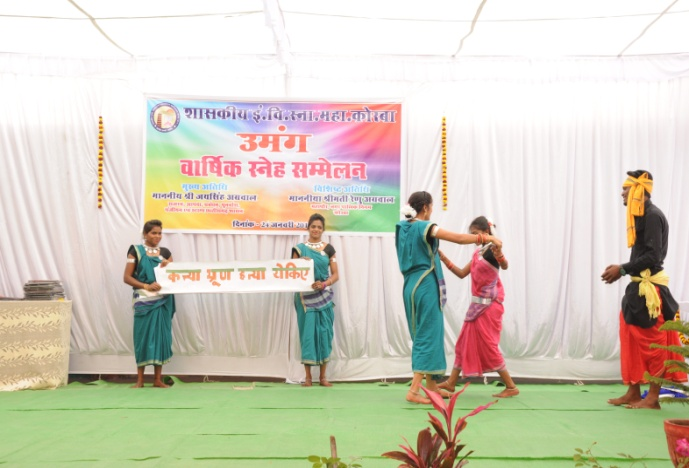 शासकीय इं.वि.स्ना.महा.कोरबा
उमंग
वार्षिक स्नेह सम्मेलन
मुख्य अतिथि
विशिष्ट अतिथि
माननीय श्री जयसिंह अग्रवाल
माननीया श्रीमती रेणु अग्रवाल
दिनांक - 24 जनवरी
कन्या भ्रूण हत्या रोकिए